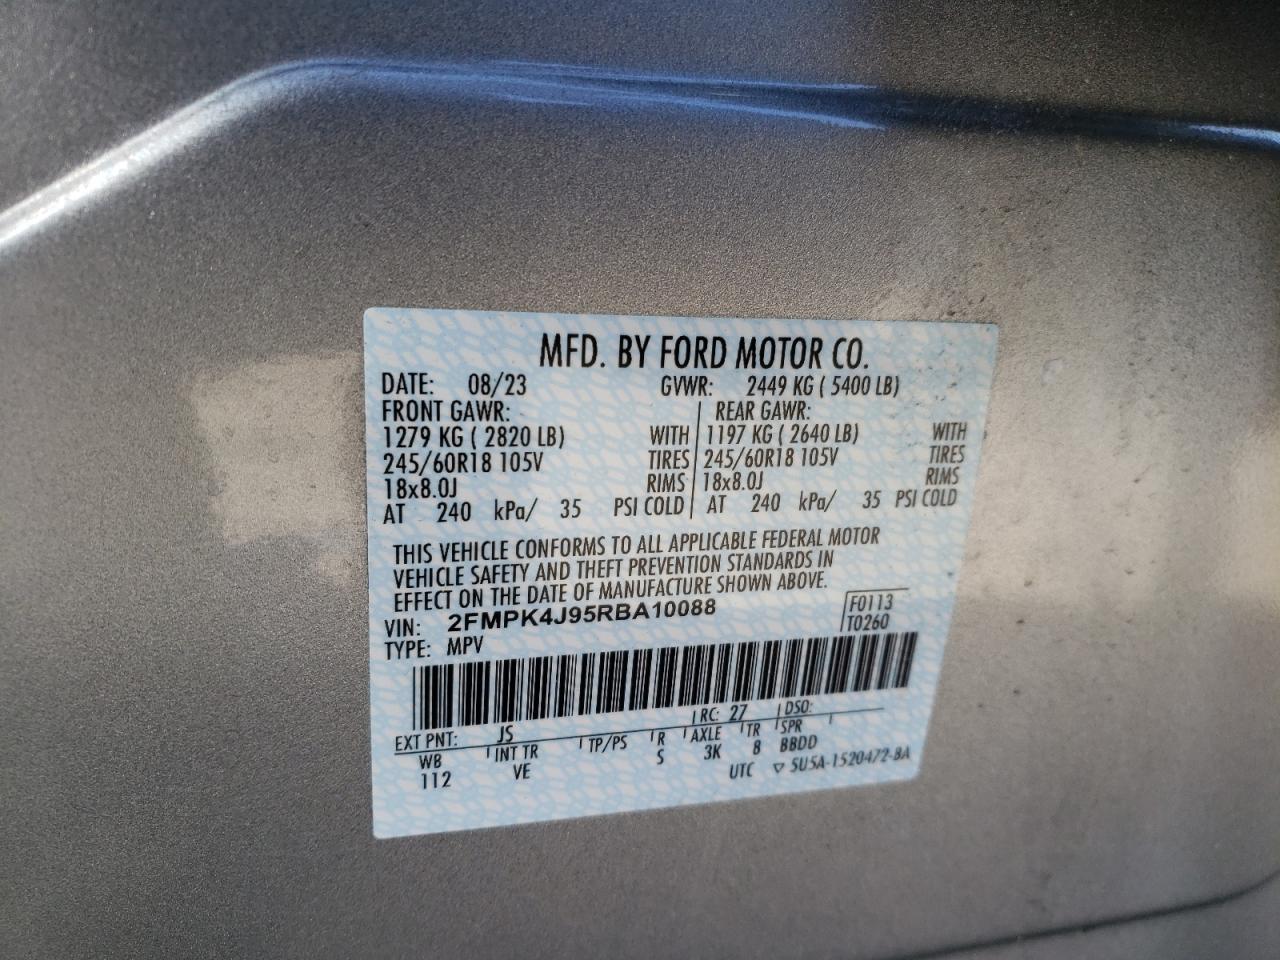 MFD. BY FORD MOTOR CO.
DATE: 08/23 GVWR: 2449 KG ( 5400 LB)
FRONT GAWR: REAR GAWR:
1279 KG ( 2820 LB) WITH 1197 KG ( 2640 LB) WITH
245/60R18 105V TIRES 245/60R18 105V TIRES
18x8.0J RIMS 18x8.0J RIMS
AT 240 kPa/ 35 PSI COLD AT 240 kPa/ 35 PSI COLD
THIS VEHICLE CONFORMS TO ALL APPLICABLE FEDERAL MOTOR
VEHICLE SAFETY AND THEFT PREVENTION STANDARDS IN
EFFECT ON THE DATE OF MANUFACTURE SHOWN ABOVE.
VIN: 2FMPK4J95RBA10088 F0113
TYPE: MPV T0260
EXT PNT: JS RC: 27 DSO:
WB INT TR TP/PS R AXLE TR SPR
112 VE S 3K 8 BBDD
UTC ▽ 5U5A-1520472-BA